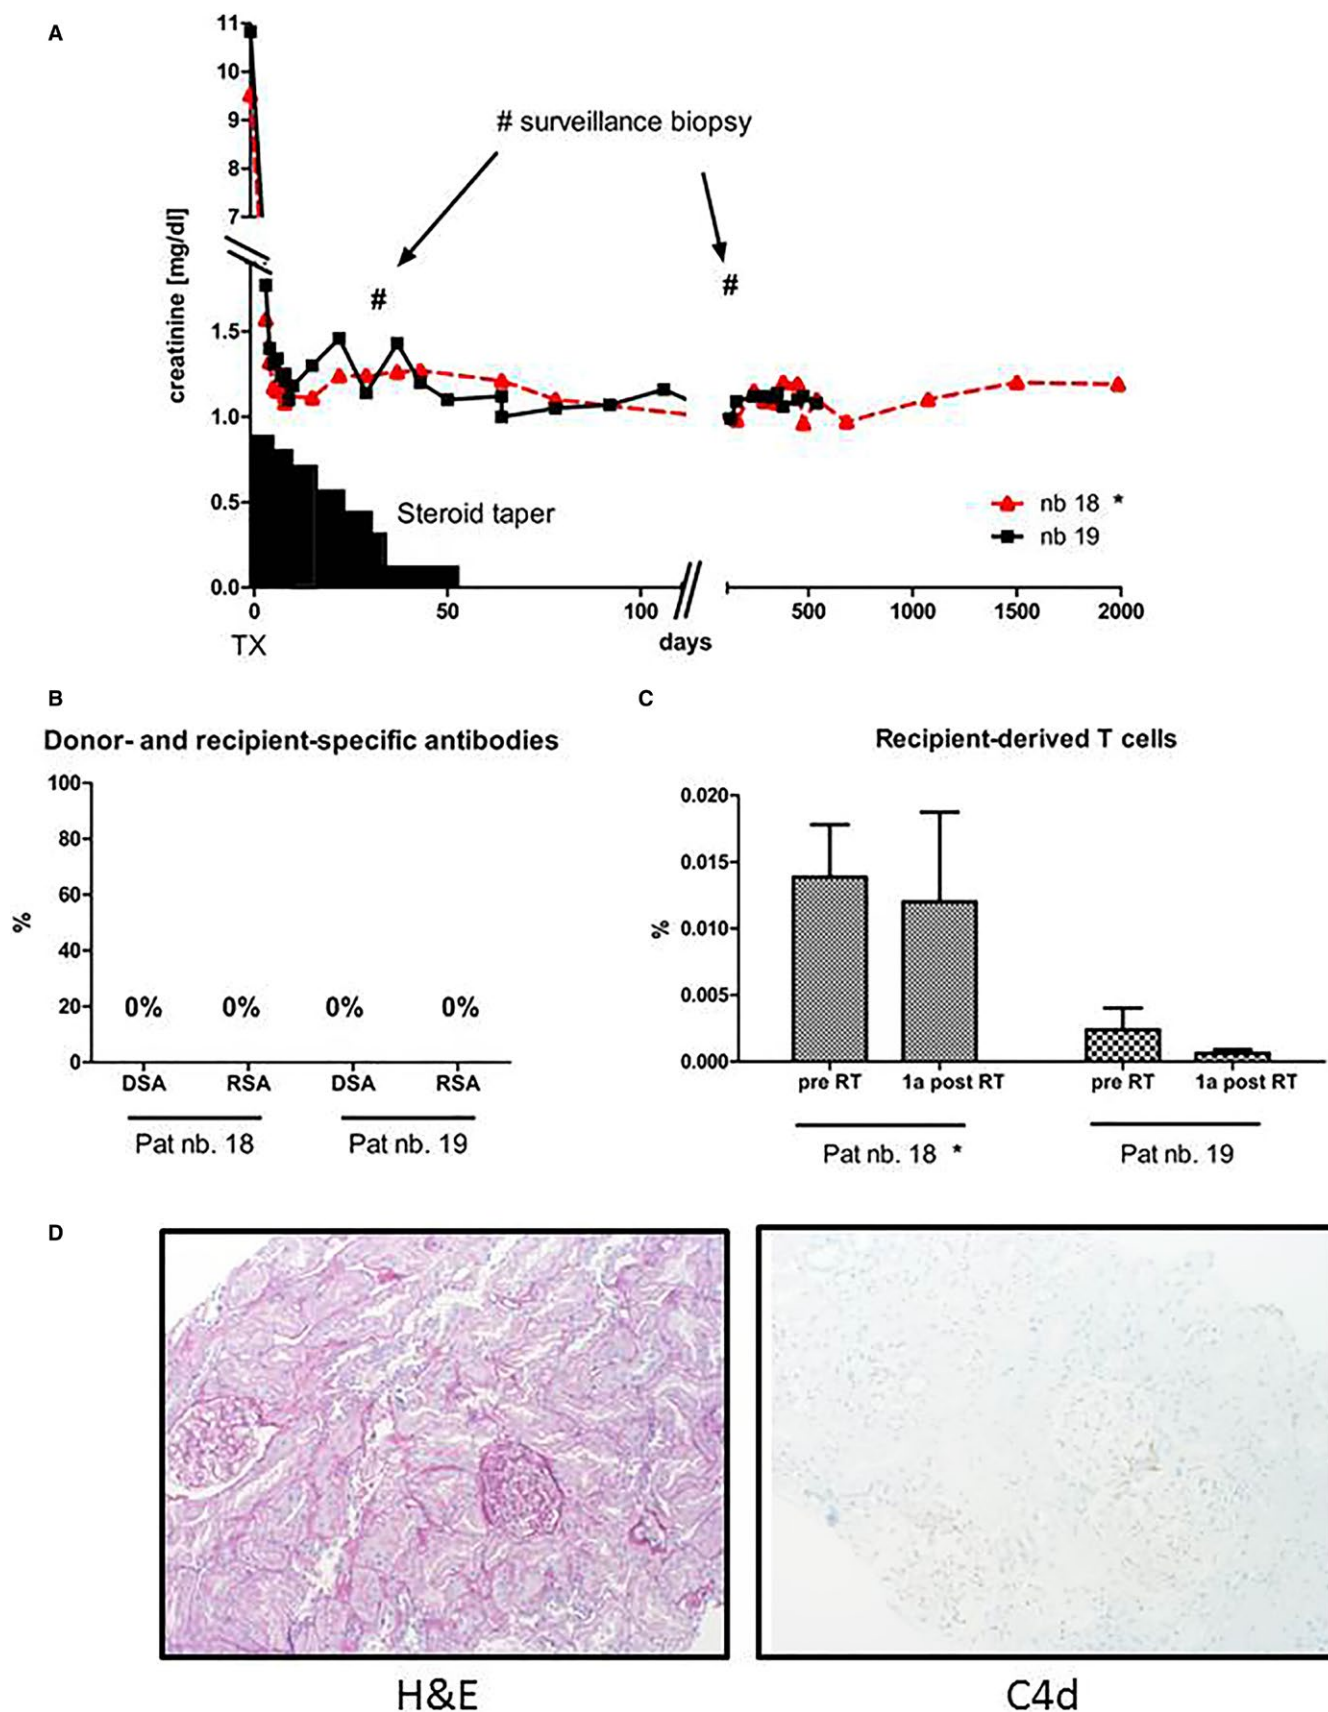 A
11
10
9
8
7
1.5
1.0
0.5
0.0
creatinine [mg/dl]
# surveillance biopsy
#
#
Steroid taper
nb 18 *
nb 19
0 50 100 500 1000 1500 2000
TX
days
B
Donor- and recipient-specific antibodies
100
80
60
40
20
0
%
0% 0% 0% 0%
DSA RSA DSA RSA
Pat nb. 18 Pat nb. 19
C
Recipient-derived T cells
0.020
0.015
0.010
0.005
0.000
%
pre RT 1a post RT pre RT 1a post RT
Pat nb. 18 * Pat nb. 19
D
H&E C4d